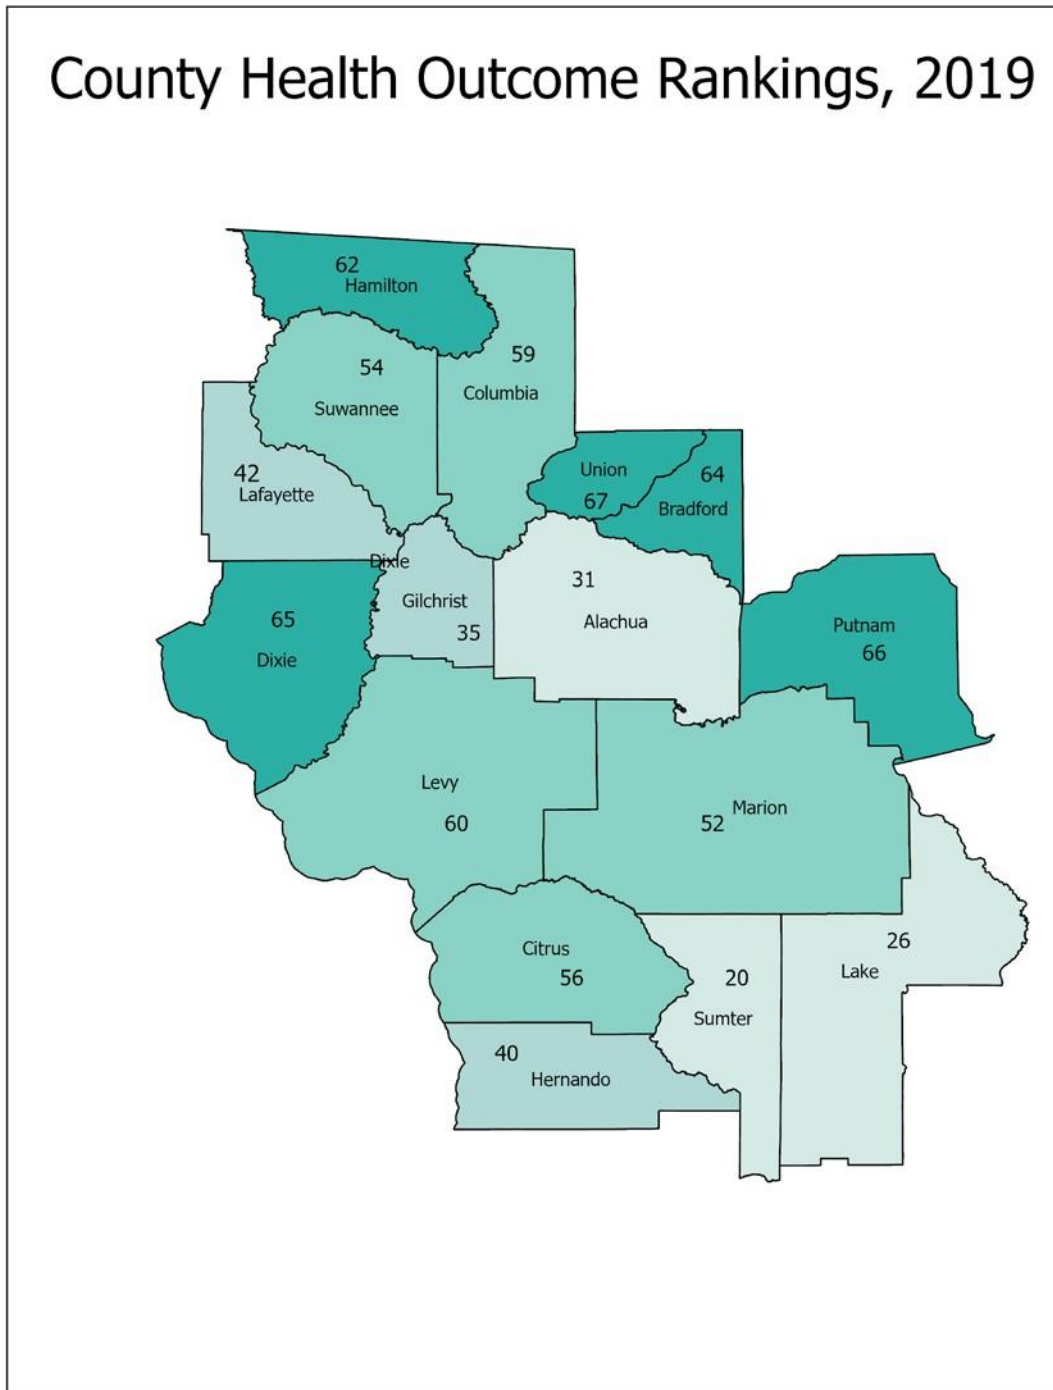 County Health Outcome Rankings, 2019
62
Hamilton
59
Columbia
54
Suwannee
42
Lafayette
Union
67
64
Bradford
Dixie
Gilchrist
35
31
Alachua
65
Dixie
Putnam
66
Levy
60
Marion
52
Citrus
56
20
Sumter
26
Lake
40
Hernando